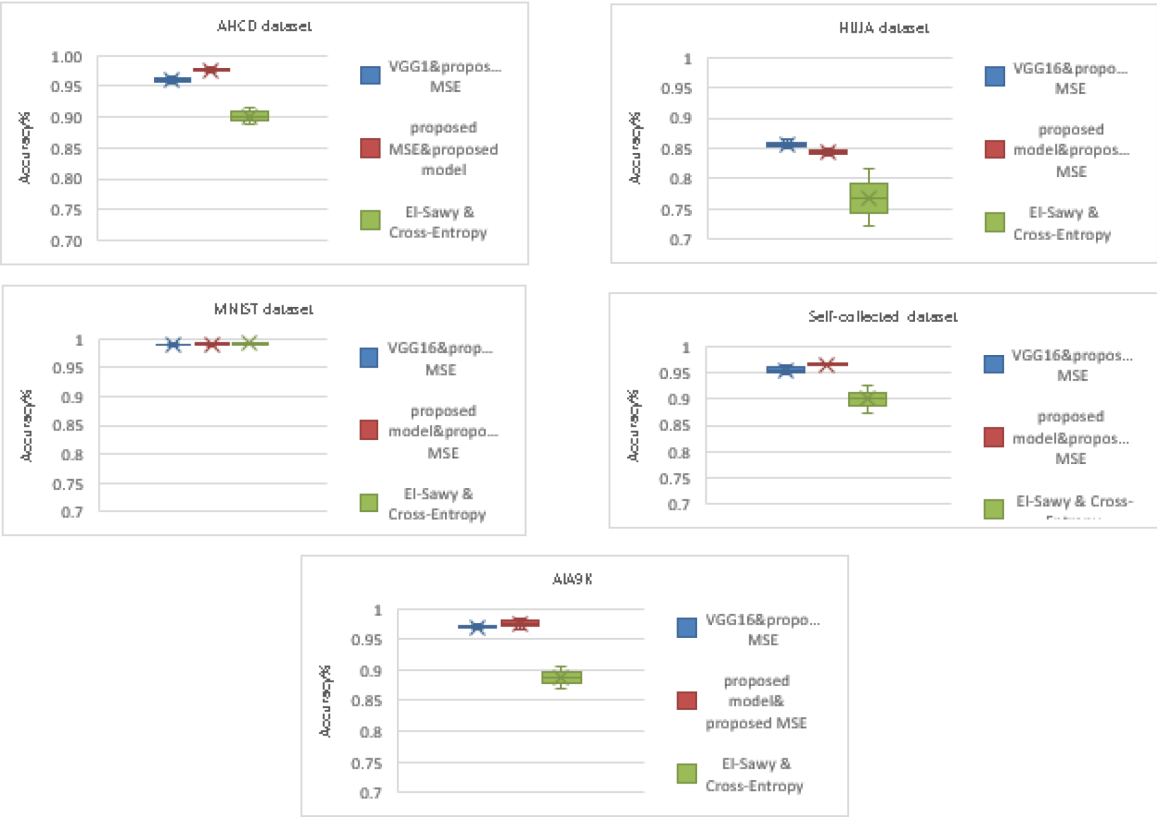 AHCD dataset
1.00
0.95
0.90
0.85
0.80
0.75
0.70
Accuracy%
VGG1&propos...
MSE
proposed
MSE&proposed
model
El-Sawy &
Cross-Entropy
HIJJA dataset
1
0.95
0.9
0.85
0.8
0.75
0.7
Accuracy%
VGG16&propo...
MSE
proposed
model&propos...
MSE
El-Sawy &
Cross-Entropy
MNIST dataset
1
0.95
0.9
0.85
0.8
0.75
0.7
Accuracy%
VGG16&prop...
MSE
proposed
model&propo...
MSE
El-Sawy &
Cross-Entropy
Self-collected dataset
1
0.95
0.9
0.85
0.8
0.75
0.7
Accuracy%
VGG16&propos...
MSE
proposed
model&propos...
MSE
El-Sawy & Cross-
Entropy
AIA9K
1
0.95
0.9
0.85
0.8
0.75
0.7
Accuracy%
VGG16&propo...
MSE
proposed
model&
proposed MSE
El-Sawy &
Cross-Entropy